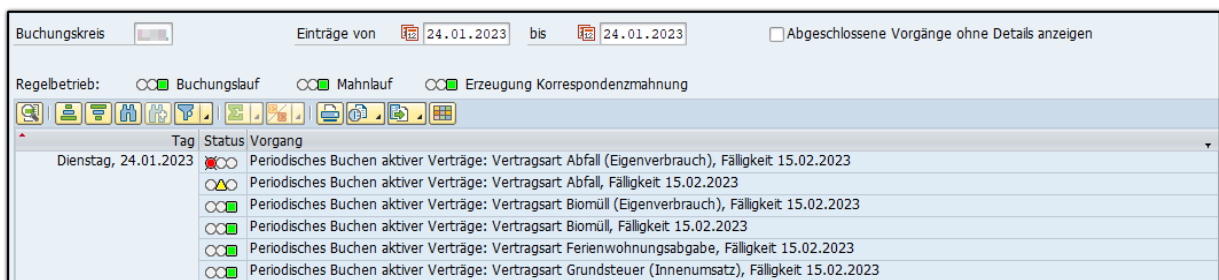 Buchungskreis Einträge von 24.01.2023 bis 24.01.2023 Abgeschlossene Vorgänge ohne Details anzeigen
Regelbetrieb: Buchungslauf Mahnlauf Erzeugung Korrespondenzmahnung
Tag Status Vorgang
Dienstag, 24.01.2023 Periodisches Buchen aktiver Verträge: Vertragsart Abfall (Eigenverbrauch), Fälligkeit 15.02.2023
Periodisches Buchen aktiver Verträge: Vertragsart Abfall, Fälligkeit 15.02.2023
Periodisches Buchen aktiver Verträge: Vertragsart Biomüll (Eigenverbrauch), Fälligkeit 15.02.2023
Periodisches Buchen aktiver Verträge: Vertragsart Biomüll, Fälligkeit 15.02.2023
Periodisches Buchen aktiver Verträge: Vertragsart Ferienwohnungsabgabe, Fälligkeit 15.02.2023
Periodisches Buchen aktiver Verträge: Vertragsart Grundsteuer (Innenumsatz), Fälligkeit 15.02.2023